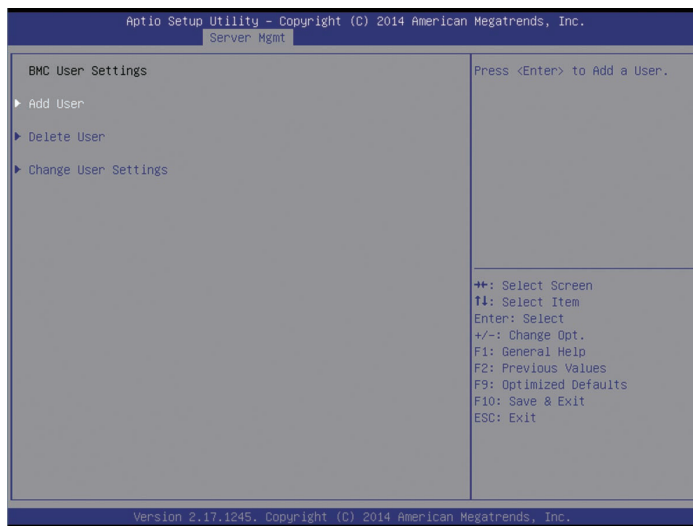 Aptio Setup Utility – Copyright (C) 2014 American Megatrends, Inc.
Server Mgmt
BMC User Settings
Add User
Delete User
Change User Settings
Press <Enter> to Add a User.
→←: Select Screen
↑↓: Select Item
Enter: Select
+/-: Change Opt.
F1: General Help
F2: Previous Values
F9: Optimized Defaults
F10: Save & Exit
ESC: Exit
Version 2.17.1245. Copyright (C) 2014 American Megatrends, Inc.